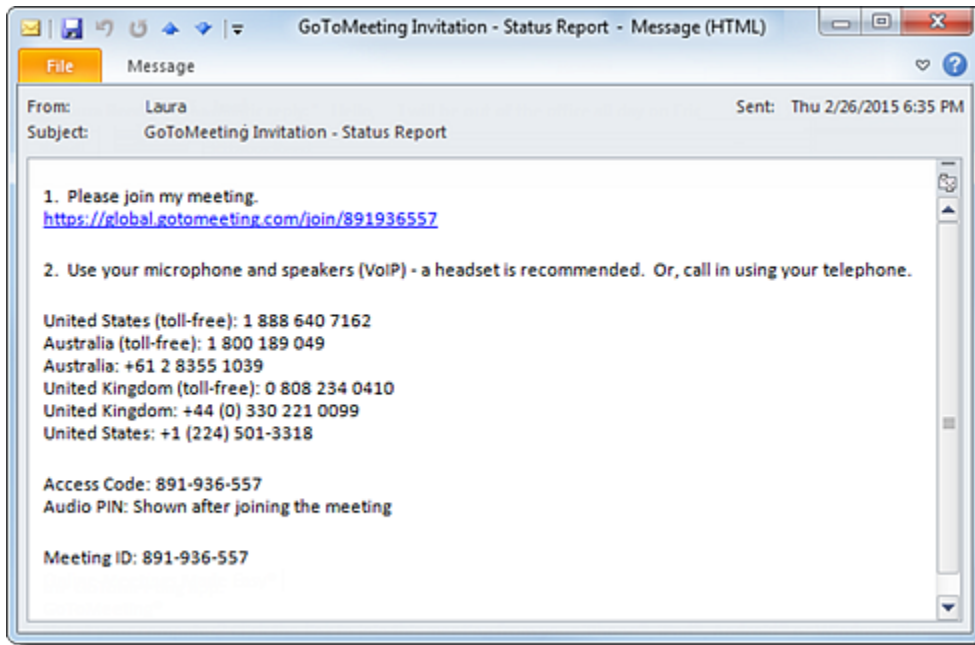 GoToMeeting Invitation - Status Report - Message (HTML)
File Message
From: Laura Sent: Thu 2/26/2015 6:35 PM
Subject: GoToMeeting Invitation - Status Report
1. Please join my meeting.
https://global.gotomeeting.com/join/891936557
2. Use your microphone and speakers (VoIP) - a headset is recommended. Or, call in using your telephone.
United States (toll-free): 1 888 640 7162
Australia (toll-free): 1 800 189 049
Australia: +61 2 8355 1039
United Kingdom (toll-free): 0 808 234 0410
United Kingdom: +44 (0) 330 221 0099
United States: +1 (224) 501-3318
Access Code: 891-936-557
Audio PIN: Shown after joining the meeting
Meeting ID: 891-936-557